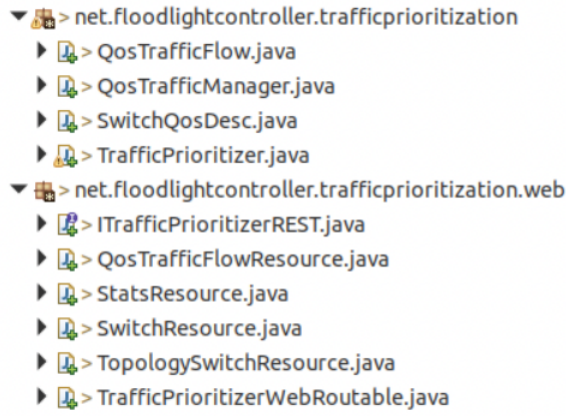 > net.floodlightcontroller.trafficprioritization
> QosTrafficFlow.java
> QosTrafficManager.java
> SwitchQosDesc.java
> TrafficPrioritizer.java
> net.floodlightcontroller.trafficprioritization.web
> ITrafficPrioritizerREST.java
> QosTrafficFlowResource.java
> StatsResource.java
> SwitchResource.java
> TopologySwitchResource.java
> TrafficPrioritizerWebRoutable.java